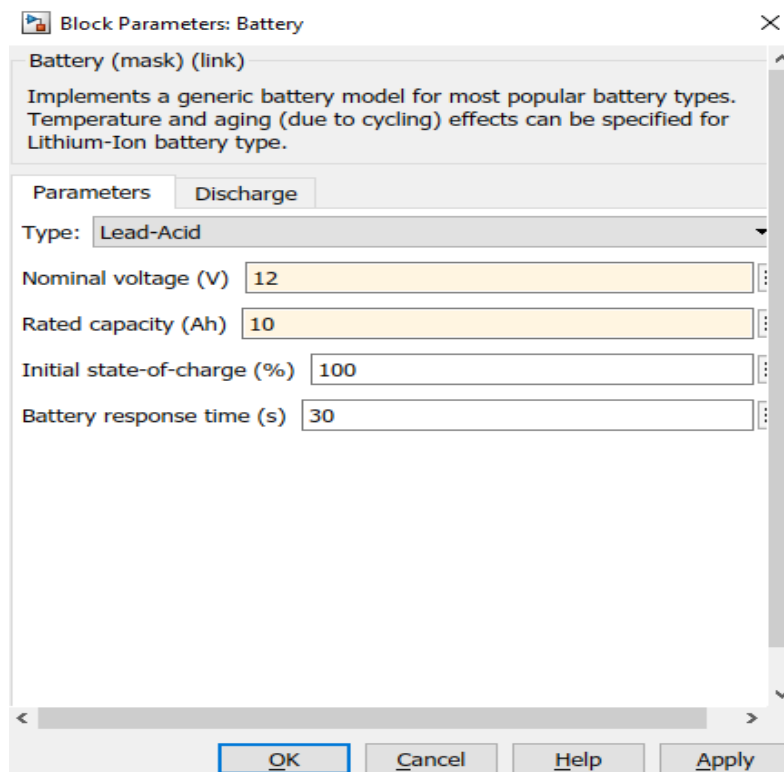 Block Parameters: Battery
Battery (mask) (link)
Implements a generic battery model for most popular battery types.
Temperature and aging (due to cycling) effects can be specified for
Lithium-Ion battery type.
Parameters Discharge
Type: Lead-Acid
Nominal voltage (V) 12
Rated capacity (Ah) 10
Initial state-of-charge (%) 100
Battery response time (s) 30
OK Cancel Help Apply